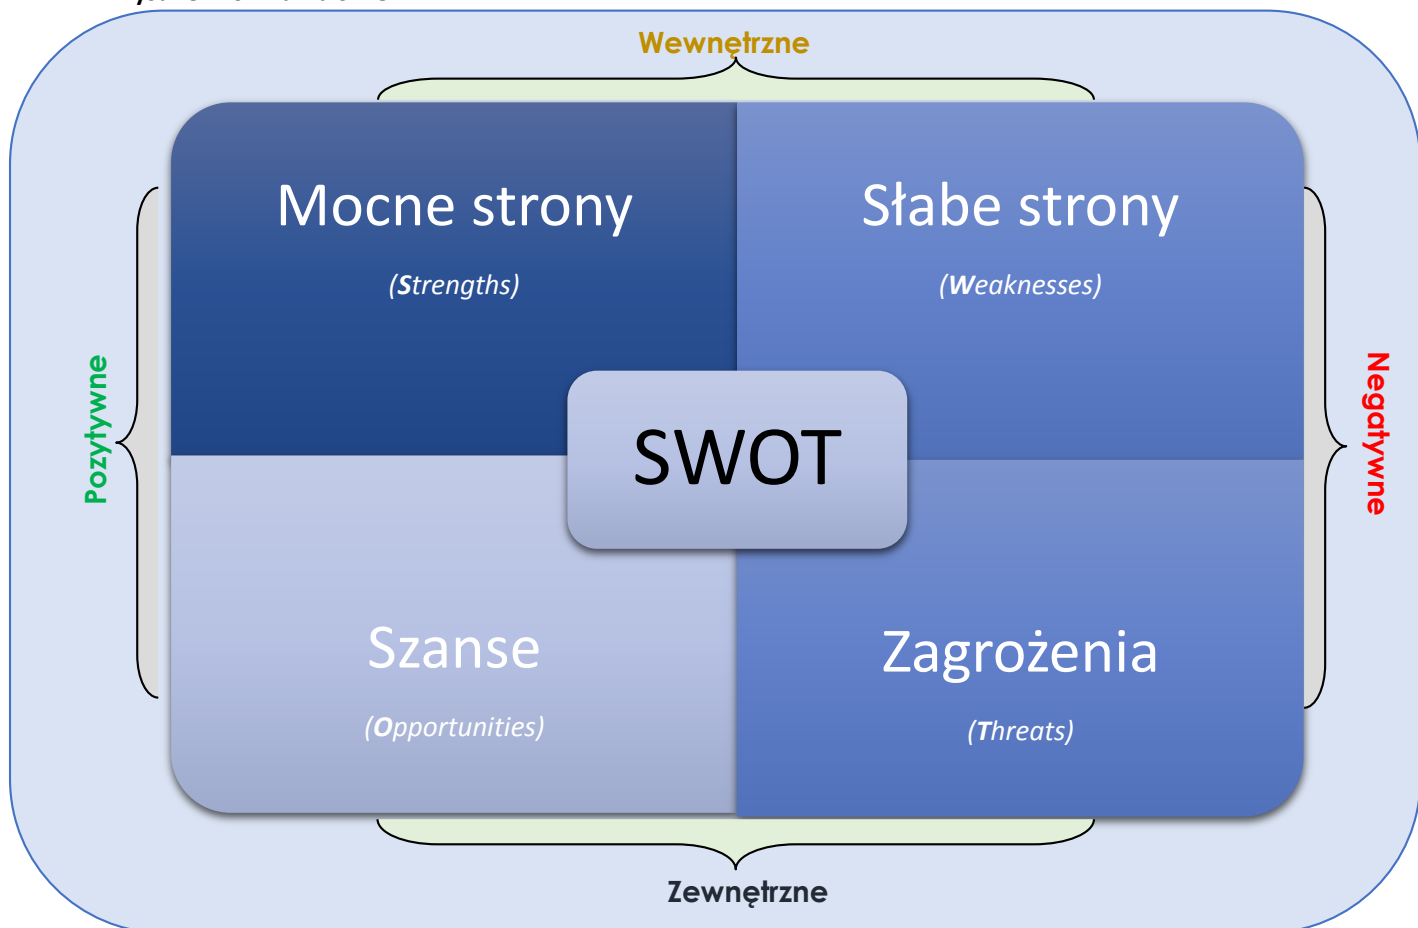 Wewnętrzne
Mocne strony
(Strengths)
Słabe strony
(Weaknesses)
Pozytywne
Negatywne
SWOT
Szanse
(Opportunities)
Zagrożenia
(Threats)
Zewnętrzne